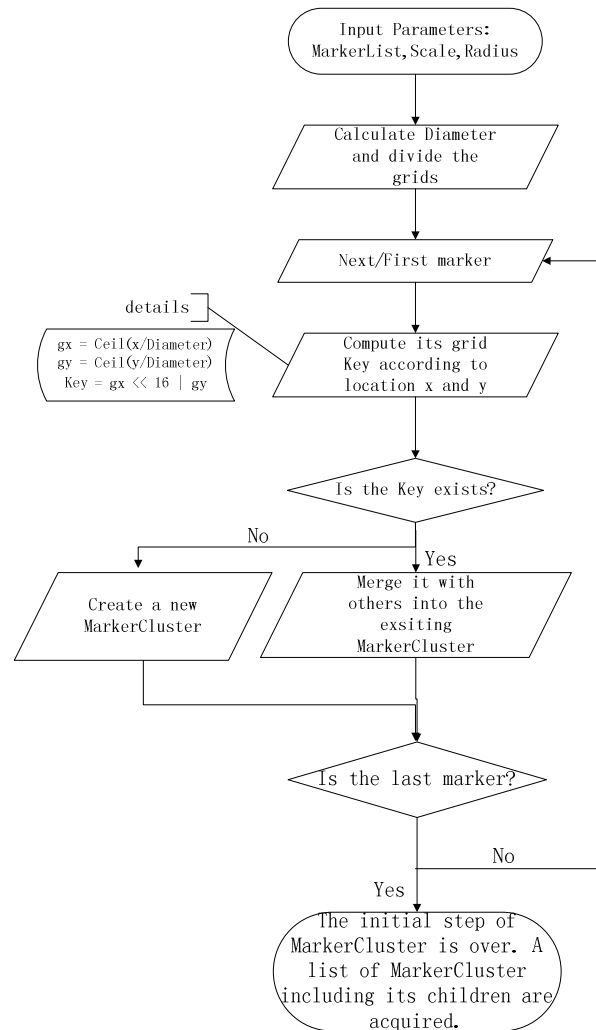 Input Parameters:
MarkerList,Scale,Radius
Calculate Diameter
and divide the
grids
Next/First marker
details
gx = Ceil(x/Diameter)
gy = Ceil(y/Diameter)
Key = gx << 16 | gy
Compute its grid
Key according to
location x and y
Is the Key exists?
No
Yes
Create a new
MarkerCluster
Merge it with
others into the
exsiting
MarkerCluster
Is the last marker?
No
Yes
The initial step of
MarkerCluster is over. A
list of MarkerCluster
including its children are
acquired.